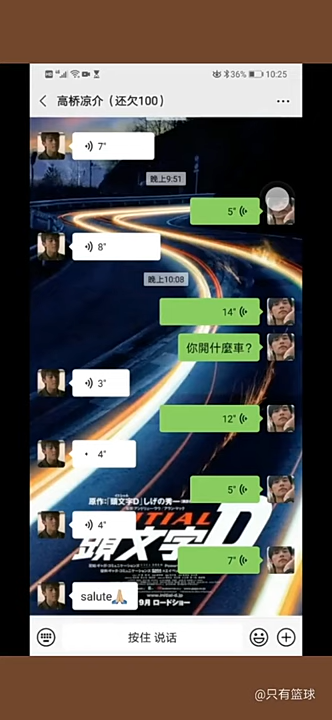 36%
10:25
高桥凉介（还欠100）
7"
晚上9:51
5"
8"
晚上10:08
14"
你開什麼車？
3"
12"
4"
5"
原作:「頭文字D」しげの秀一
4"
INITIAL D
頭文字
7"
salute🙏🏻
9月 ロードショー
按住 说话
@只有篮球